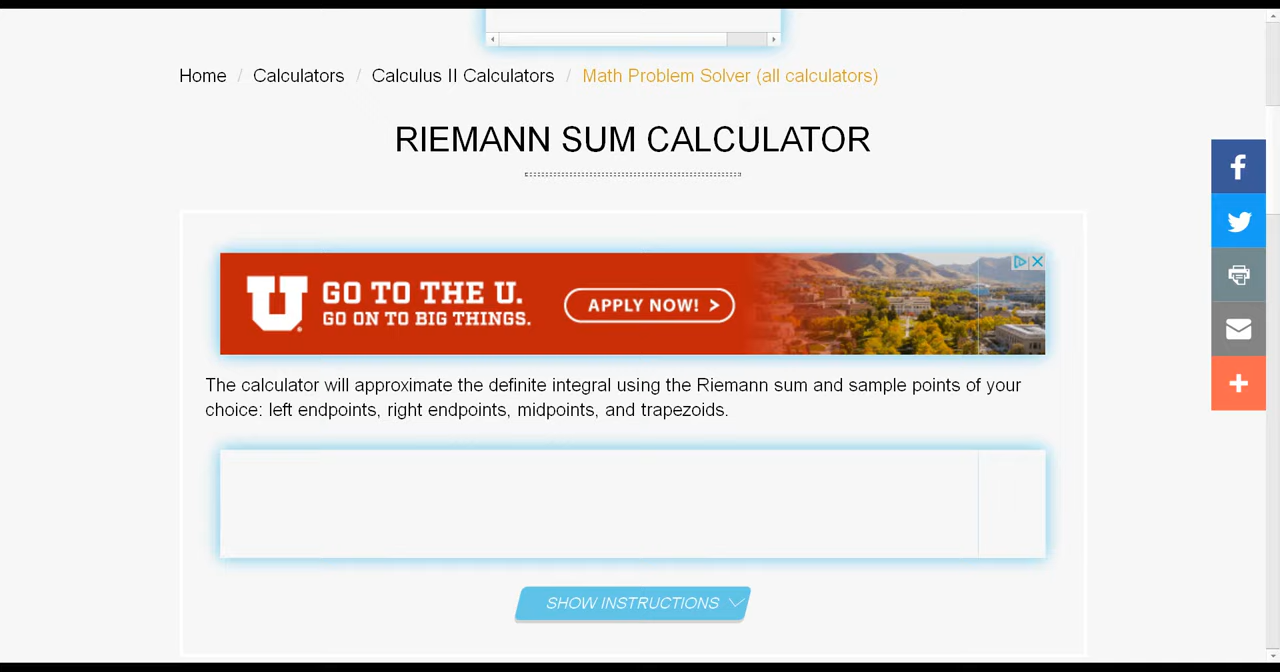 Home / Calculators / Calculus II Calculators / Math Problem Solver (all calculators)
RIEMANN SUM CALCULATOR
U GO TO THE U.
GO ON TO BIG THINGS.
APPLY NOW! >
The calculator will approximate the definite integral using the Riemann sum and sample points of your
choice: left endpoints, right endpoints, midpoints, and trapezoids.
SHOW INSTRUCTIONS